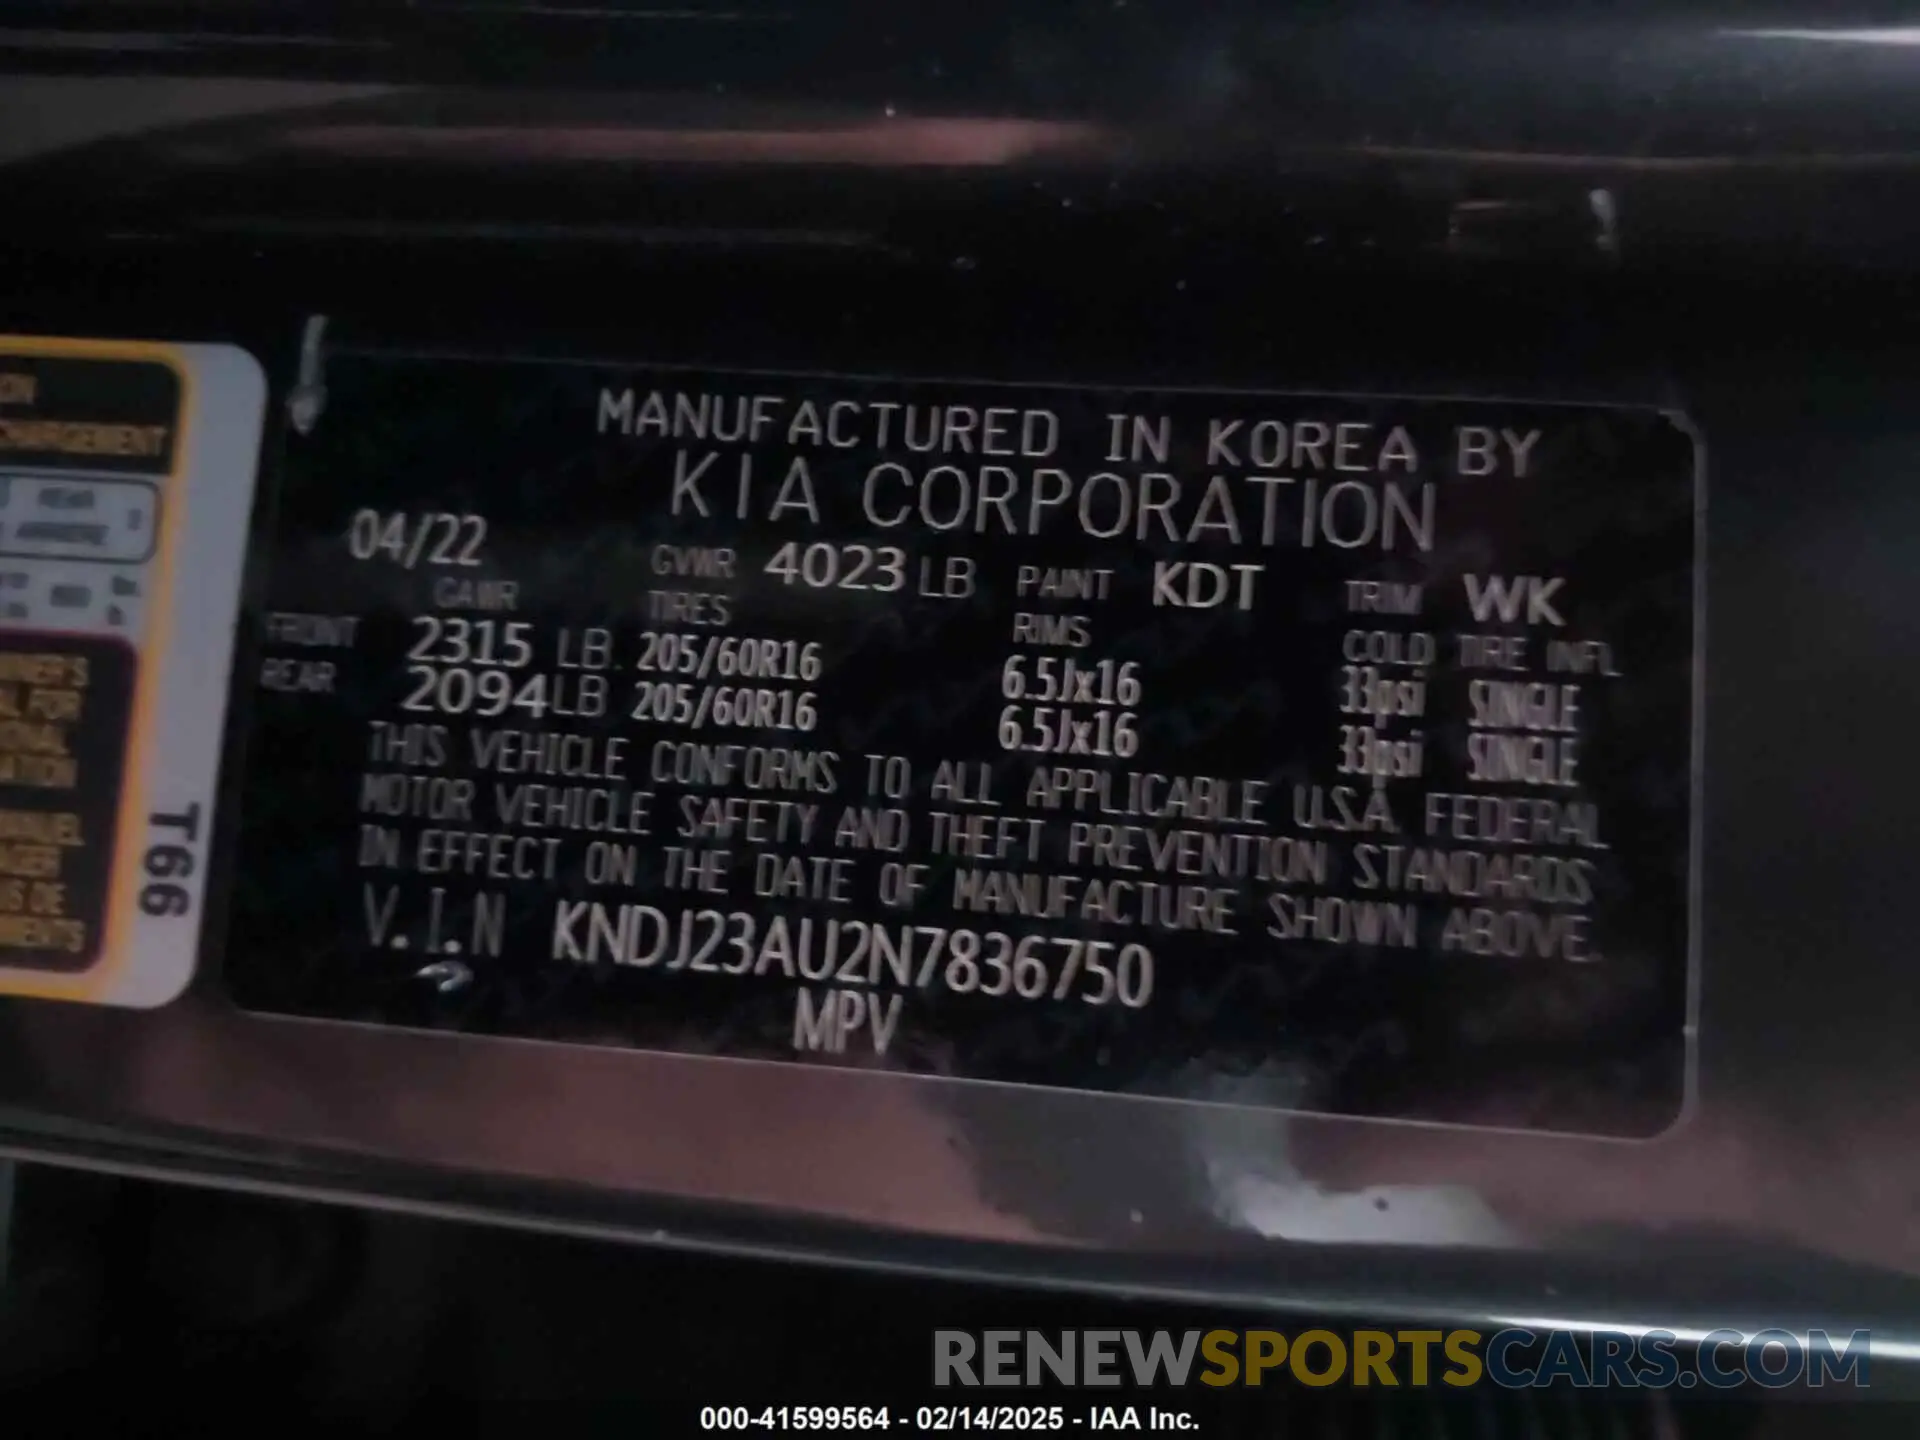 MANUFACTURED IN KOREA BY
KIA CORPORATION
04/22 GVWR 4023 LB PAINT KDT TRIM WK
GAWR TIRES RIMS COLD TIRE INFL
FRONT 2315 LB. 205/60R16 6.5Jx16 33psi SINGLE
REAR 2094 LB 205/60R16 6.5Jx16 33psi SINGLE
THIS VEHICLE CONFORMS TO ALL APPLICABLE U.S.A. FEDERAL
MOTOR VEHICLE SAFETY AND THEFT PREVENTION STANDARDS
IN EFFECT ON THE DATE OF MANUFACTURE SHOWN ABOVE.
V.I.N KNDJ23AU2N7836750
MPV
T66
RENEWSPORTSCARS.COM
000-41599564 - 02/14/2025 - IAA Inc.